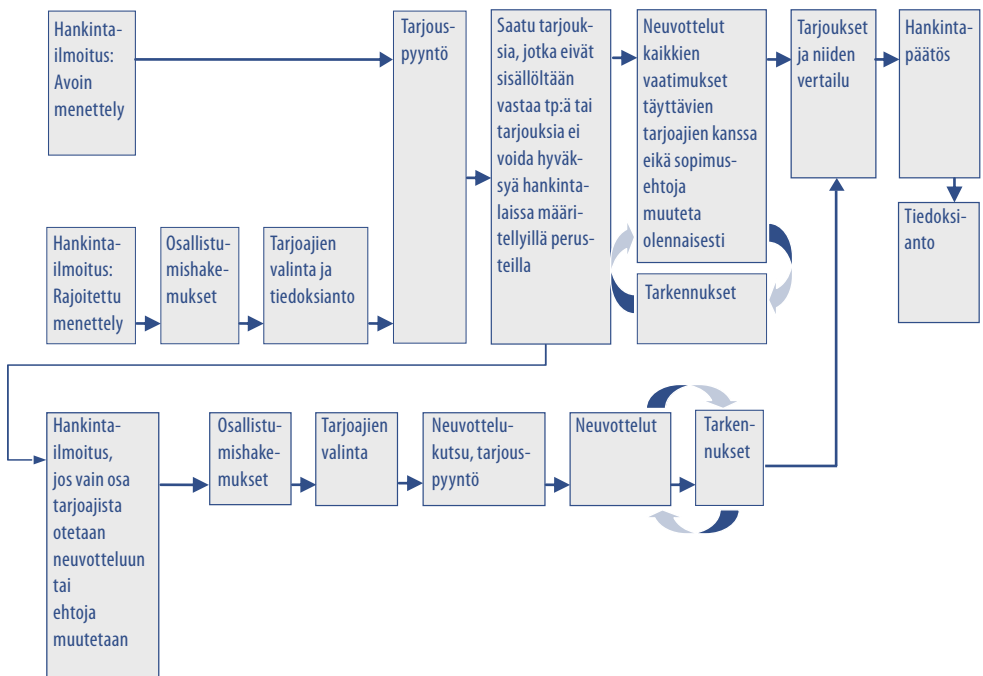 Hankinta-
ilmoitus:
Avoin
menettely
Tarjous-
pyyntö
Saatu tarjouk-
sia, jotka eivät
sisällöltään
vastaa tp:ä tai
tarjouksia ei
voida hyväk-
syä hankinta-
laissa määri-
tellyillä perus-
teilla
Neuvottelut
kaikkien
vaatimukset
täyttävien
tarjoajien kanssa
eikä sopimus-
ehtoja
muuteta
olennaisesti
Tarjoukset
ja niiden
vertailu
Hankinta-
päätös
Tiedoksi-
anto
Hankinta-
ilmoitus:
Rajoitettu
menettely
Osallistu-
mishake-
mukset
Tarjoajien
valinta ja
tiedoksianto
Tarkennukset
Hankinta-
ilmoitus,
jos vain osa
tarjoajista
otetaan
neuvotteluun
tai
ehtoja
muutetaan
Osallistu-
mishake-
mukset
Tarjoajien
valinta
Neuvottelu-
kutsu, tarjous-
pyyntö
Neuvottelut
Tarken-
nukset